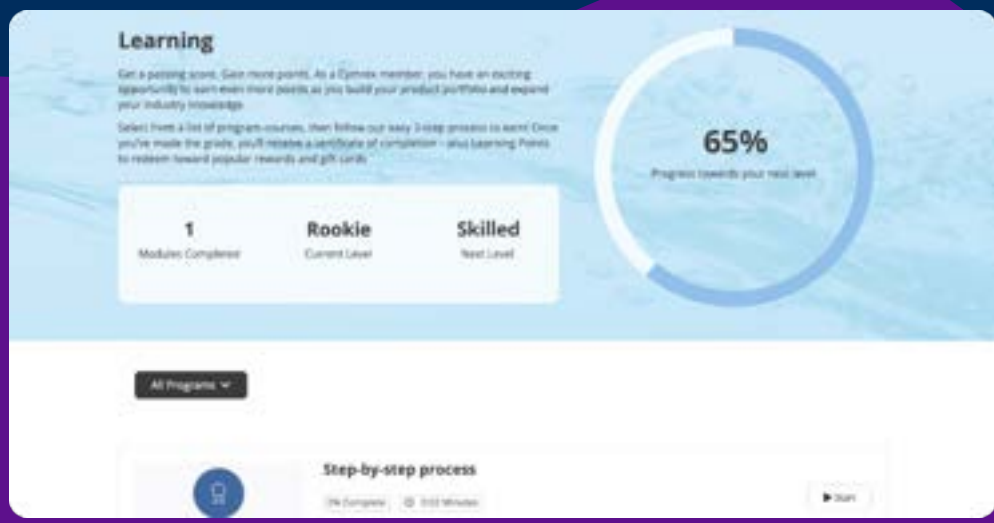 Learning
Get a passing score. Gain more points. As a member, you have an exciting
opportunity to earn even more points as you build your product portfolio and expand
your industry knowledge.
Select from a list of program courses, then follow our easy 3-step process to earn! Once
you've made the grade, you'll receive a certificate of completion – plus Learning Points
to redeem toward popular rewards and gift cards.
1
Modules Completed
Rookie
Current Level
Skilled
Next Level
65%
Progress towards your next level
All Programs
Step-by-step process
0% Complete
Minutes
Start